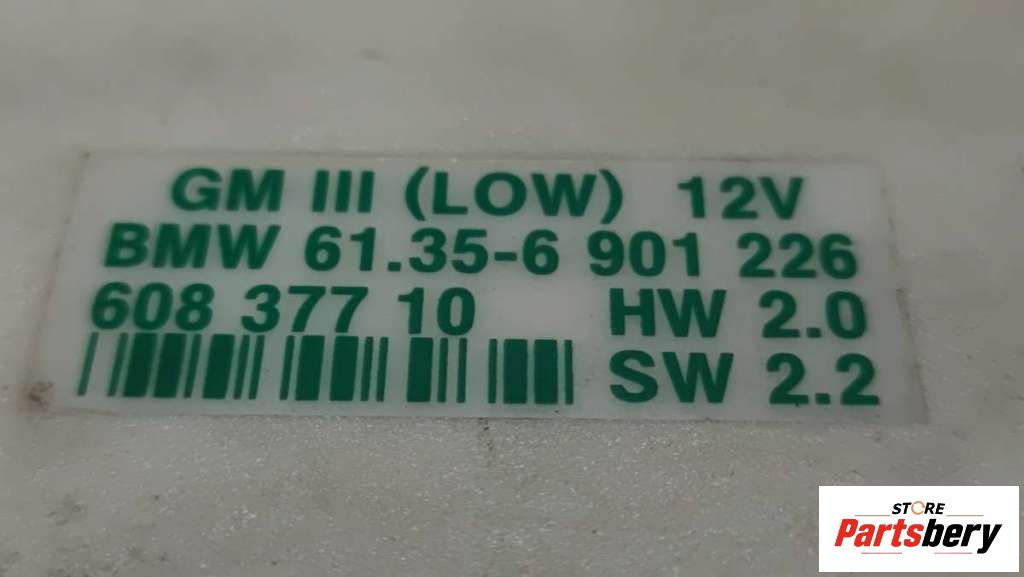 GM III (LOW) 12V
BMW 61.35-6 901 226
608 377 10 HW 2.0
SW 2.2
STORE
Partsbery